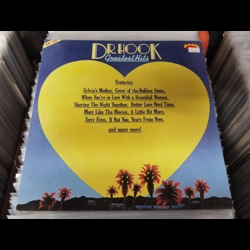 DR.HOOK
Greatest Hits
Featuring
Sylvia's Mother, Cover of the Rolling Stone,
When You're in Love With a Beautiful Woman,
Sharing The Night Together, Better Love Next Time,
More Like the Movies, A Little Bit More,
Sexy Eyes, If Not You, Years From Now,
and many more!